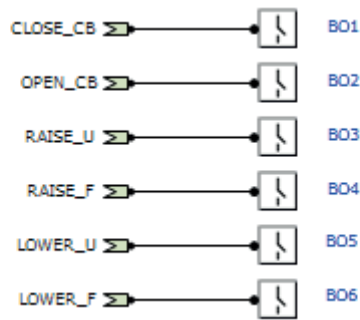 CLOSE_CB BO1
OPEN_CB BO2
RAISE_U BO3
RAISE_F BO4
LOWER_U BO5
LOWER_F BO6